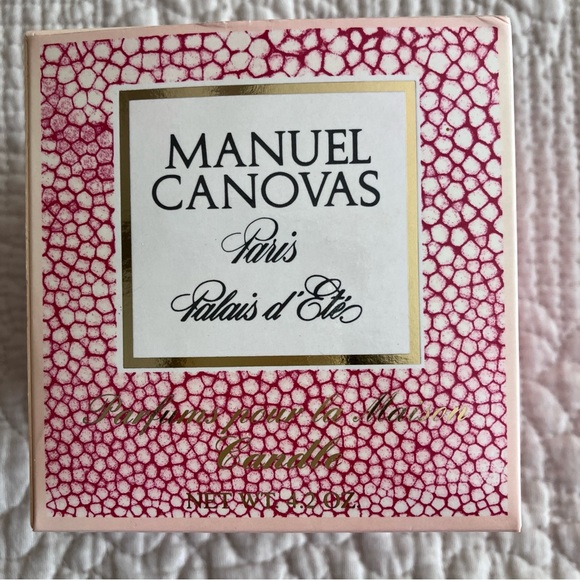 MANUEL
CANOVAS
Paris
Palais d'Eté
Parfums pour la Maison
Candle
NET WT. 4.2 OZ.